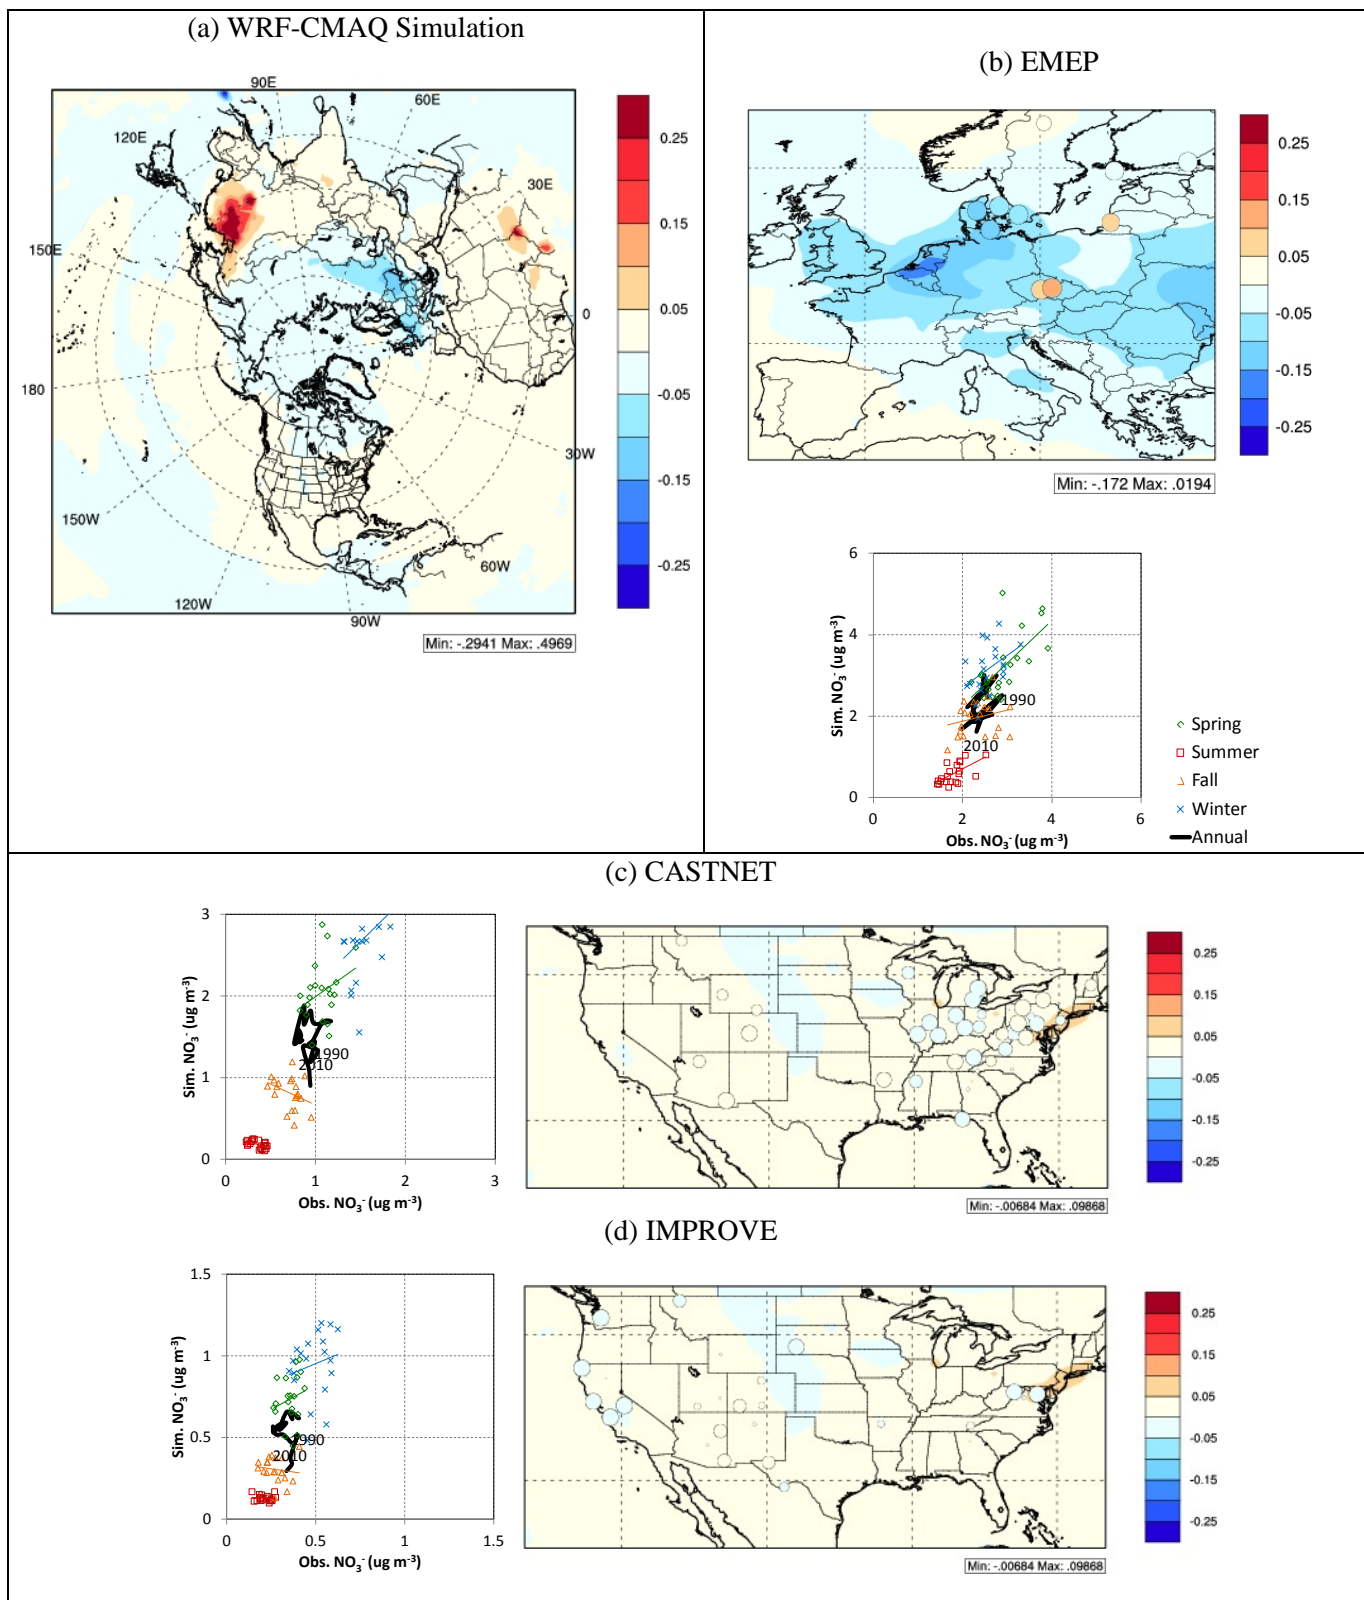 (a) WRF-CMAQ Simulation
90E
60E
120E
30E
150E
0
180
30W
150W
60W
120W
90W
0.25
0.15
0.05
-0.05
-0.15
-0.25
Min: -.2941 Max: .4969
(b) EMEP
0.25
0.15
0.05
-0.05
-0.15
-0.25
Min: -.172 Max: .0194
6
4
2
0
Sim. NO₃⁻ (ug m⁻³)
1990
2010
0 2 4 6
Obs. NO₃⁻ (ug m⁻³)
Spring
Summer
Fall
Winter
Annual
(c) CASTNET
3
2
1
0
Sim. NO₃⁻ (ug m⁻³)
1990
2010
0 1 2 3
Obs. NO₃⁻ (ug m⁻³)
0.25
0.15
0.05
-0.05
-0.15
-0.25
Min: -.00684 Max: .09868
(d) IMPROVE
1.5
1
0.5
0
Sim. NO₃⁻ (ug m⁻³)
1990
2010
0 0.5 1 1.5
Obs. NO₃⁻ (ug m⁻³)
0.25
0.15
0.05
-0.05
-0.15
-0.25
Min: -.00684 Max: .09868